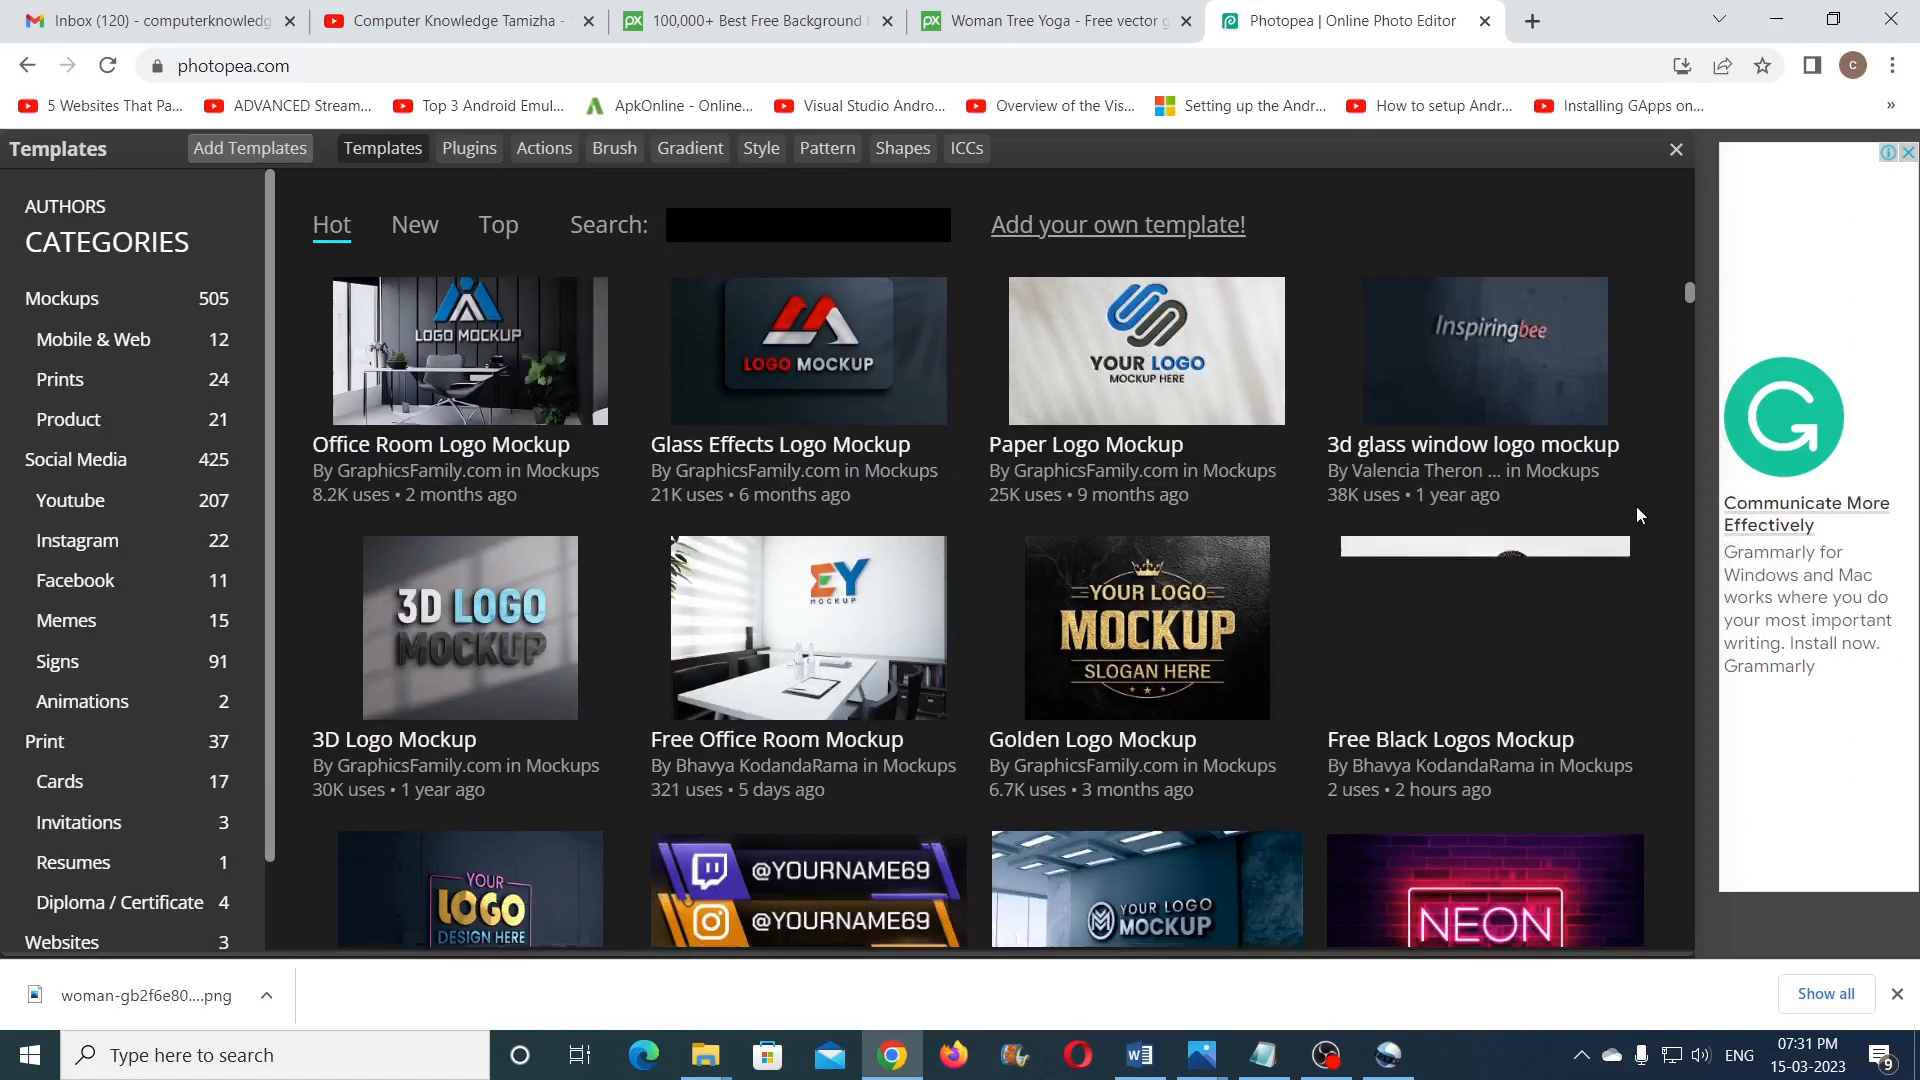 Inbox (120) - computerknowledg
Computer Knowledge Tamizha -
100,000+ Best Free Background
Woman Tree Yoga - Free vector g
Photopea | Online Photo Editor
photopea.com
C
5 Websites That Pa...
ADVANCED Stream...
Top 3 Android Emul...
ApkOnline - Online...
Visual Studio Andro...
Overview of the Vis...
Setting up the Andr...
How to setup Andr...
Installing GApps on...
Templates
Add Templates
Templates
Plugins
Actions
Brush
Gradient
Style
Pattern
Shapes
ICCs
AUTHORS
CATEGORIES
Mockups 505
Mobile & Web 12
Prints 24
Product 21
Social Media 425
Youtube 207
Instagram 22
Facebook 11
Memes 15
Signs 91
Animations 2
Print 37
Cards 17
Invitations 3
Resumes 1
Diploma / Certificate 4
Websites 3
Hot New Top Search:
Add your own template!
LOGO MOCKUP
Office Room Logo Mockup
By GraphicsFamily.com in Mockups
8.2K uses • 2 months ago
LOGO MOCKUP
Glass Effects Logo Mockup
By GraphicsFamily.com in Mockups
21K uses • 6 months ago
YOUR LOGO
MOCKUP HERE
Paper Logo Mockup
By GraphicsFamily.com in Mockups
25K uses • 9 months ago
Inspiringbee
3d glass window logo mockup
By Valencia Theron ... in Mockups
38K uses • 1 year ago
3D LOGO
MOCKUP
3D Logo Mockup
By GraphicsFamily.com in Mockups
30K uses • 1 year ago
EY
MOCKUP
Free Office Room Mockup
By Bhavya KodandaRama in Mockups
321 uses • 5 days ago
YOUR LOGO
MOCKUP
SLOGAN HERE
Golden Logo Mockup
By GraphicsFamily.com in Mockups
6.7K uses • 3 months ago
Free Black Logos Mockup
By Bhavya KodandaRama in Mockups
2 uses • 2 hours ago
YOUR
LOGO
DESIGN HERE
@YOURNAME69
@YOURNAME69
YOUR LOGO
MOCKUP
NEON
Communicate More
Effectively
Grammarly for
Windows and Mac
works where you do
your most important
writing. Install now.
Grammarly
woman-gb2f6e80....png
Show all
Type here to search
ENG
07:31 PM
15-03-2023
9